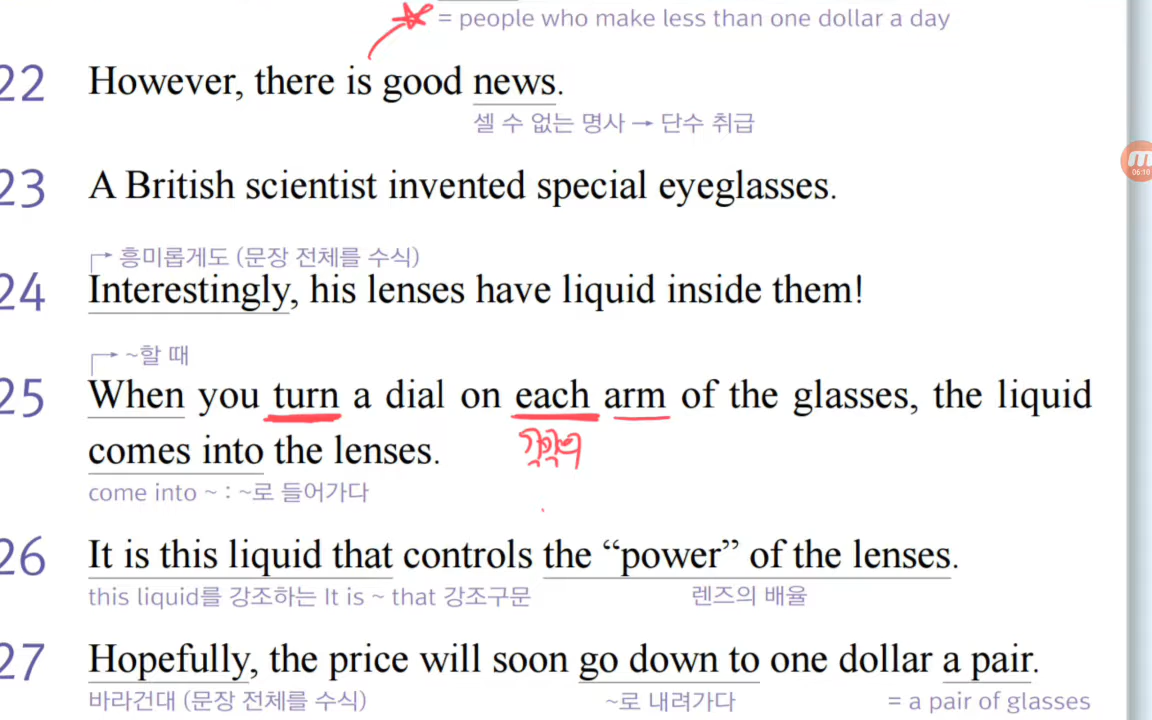 = people who make less than one dollar a day
22 However, there is good news.
셀 수 없는 명사 → 단수 취급
23 A British scientist invented special eyeglasses.
흥미롭게도 (문장 전체를 수식)
24 Interestingly, his lenses have liquid inside them!
~할 때
25 When you turn a dial on each arm of the glasses, the liquid
comes into the lenses.
각각의
come into ~ : ~로 들어가다
26 It is this liquid that controls the “power” of the lenses.
this liquid를 강조하는 It is ~ that 강조구문 렌즈의 배율
27 Hopefully, the price will soon go down to one dollar a pair.
바라건대 (문장 전체를 수식) ~로 내려가다 = a pair of glasses
06:10